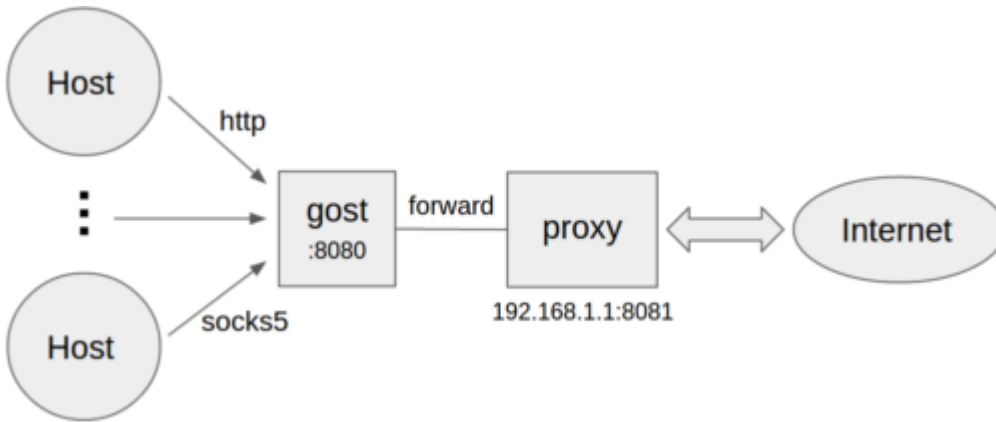 Host
http
gost
:8080
forward
proxy
192.168.1.1:8081
Internet
socks5
Host